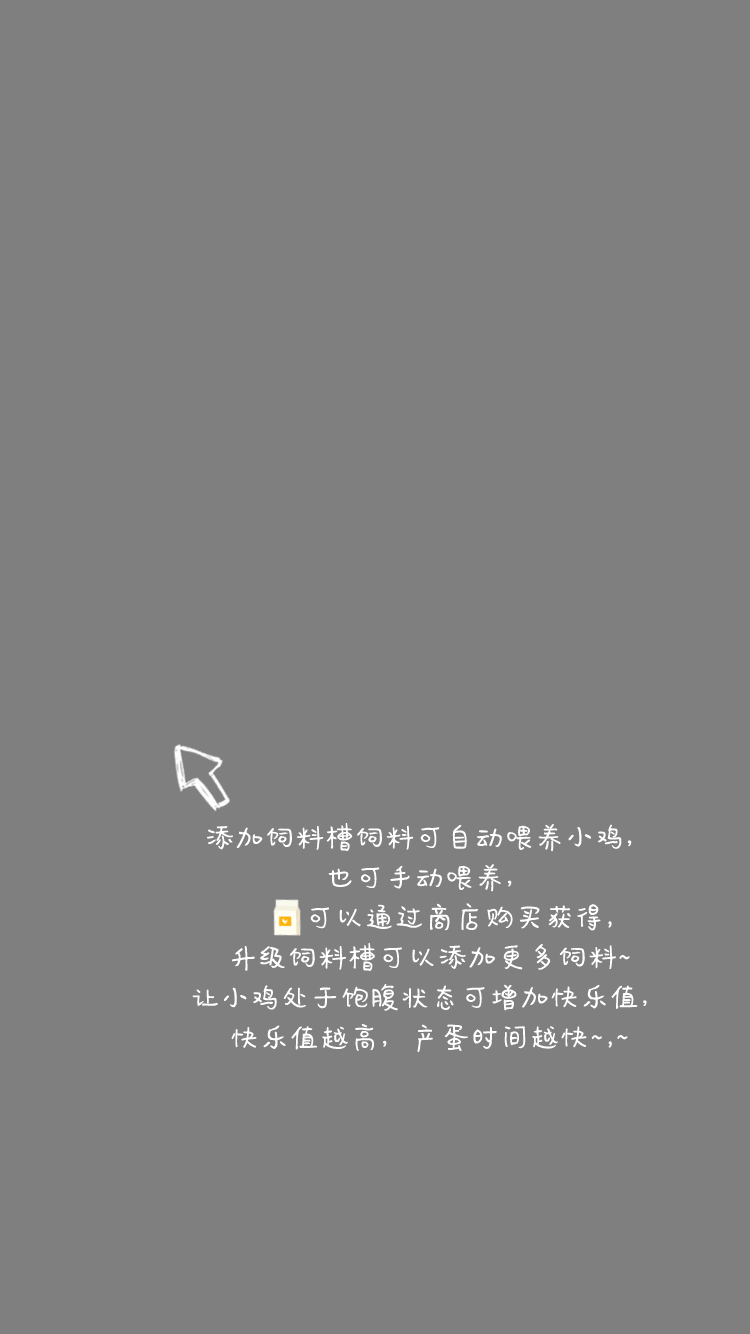 添加饲料槽饲料可自动喂养小鸡,
也可手动喂养,
可以通过商店购买获得,
升级饲料槽可以添加更多饲料~
让小鸡处于饱腹状态可增加快乐值,
快乐值越高, 产蛋时间越快~,~